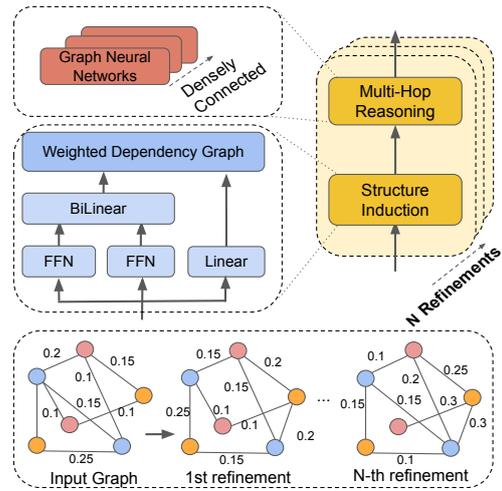 Graph Neural
Networks
Densely
Connected
Multi-Hop
Reasoning
Weighted Dependency Graph
BiLinear
Structure
Induction
FFN
FFN
Linear
N Refinements
0.2
0.15
0.1
0.15
0.1
0.1
0.25
Input Graph
0.15
0.2
0.15
0.25
0.1
0.1
0.2
0.15
1st refinement
...
0.1
0.25
0.2
0.15
0.15
0.3
0.3
0.1
N-th refinement